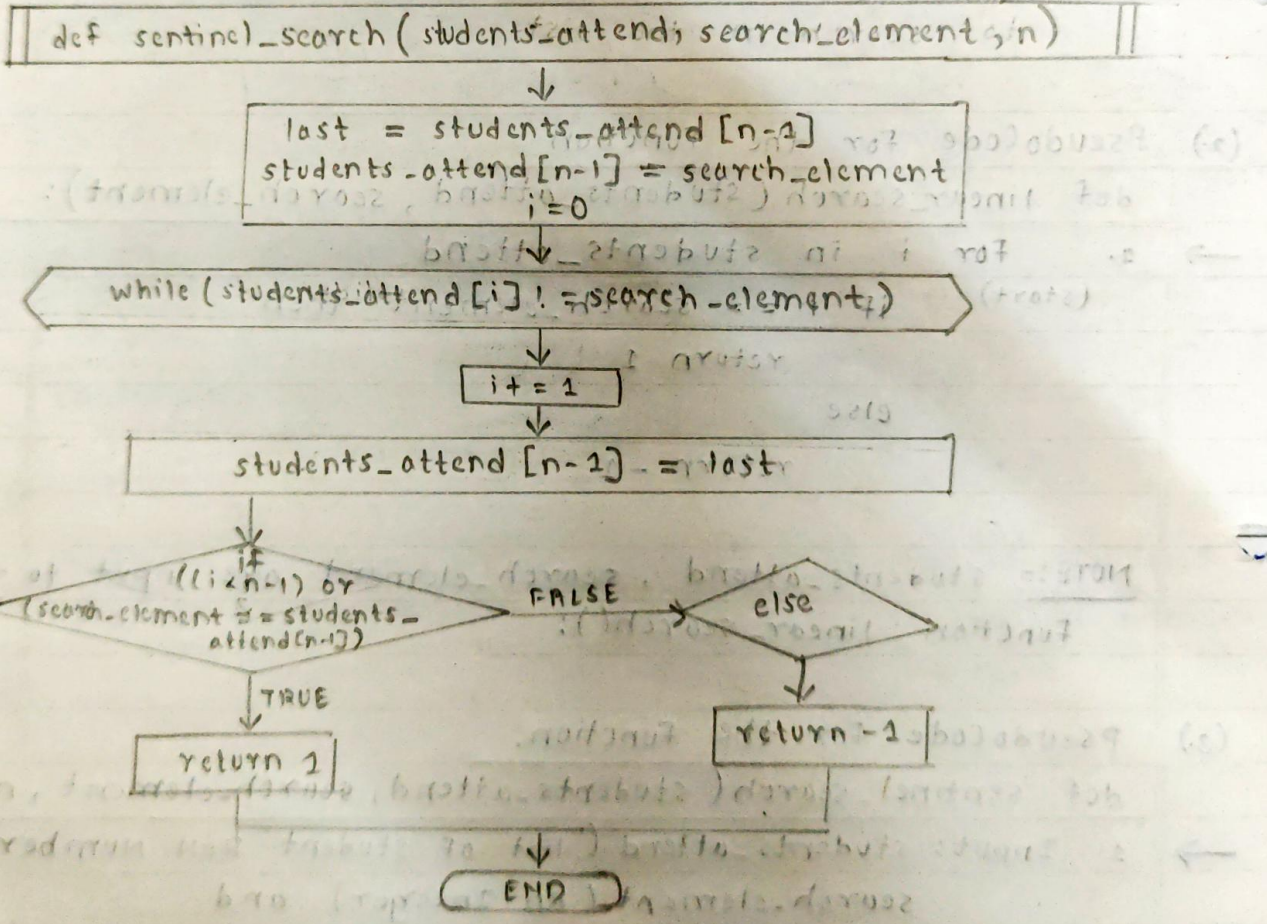 def sentinel_search (students_attend, search_element, n)
last = students_attend [n-1]
students_attend [n-1] = search_element
i=0
while (students_attend [i] != search_element)
i+= 1
students_attend [n-1] = last
if
((i<n-1) or
(search_element == students_
attend[n-1]))
FALSE
else
TRUE
return 1
return -1
END